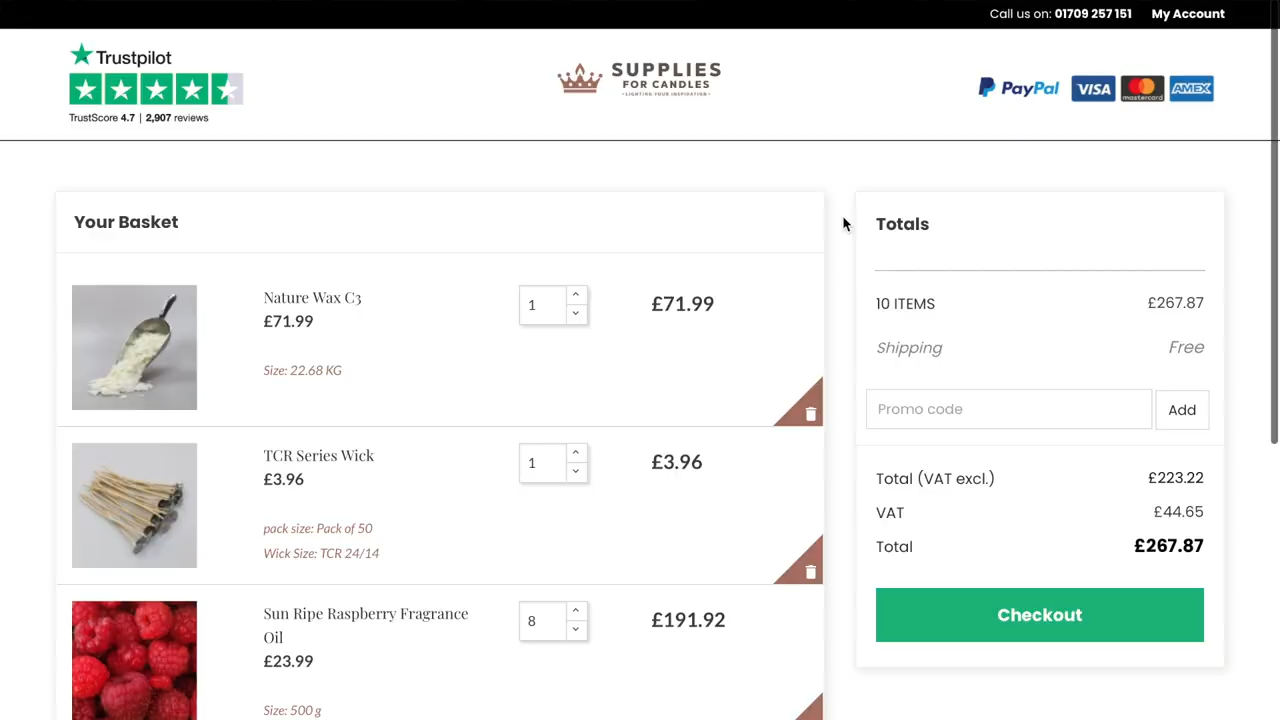 Call us on: 01709 257 151 My Account
Trustpilot
TrustScore 4.7 | 2,907 reviews
SUPPLIES
FOR CANDLES
- LIGHTING YOUR INSPIRATION -
PayPal VISA mastercard AMEX
Your Basket
Nature Wax C3
£71.99
1
£71.99
Size: 22.68 KG
TCR Series Wick
£3.96
1
£3.96
pack size: Pack of 50
Wick Size: TCR 24/14
Sun Ripe Raspberry Fragrance
Oil
£23.99
8
£191.92
Size: 500 g
Totals
10 ITEMS £267.87
Shipping Free
Promo code Add
Total (VAT excl.) £223.22
VAT £44.65
Total £267.87
Checkout